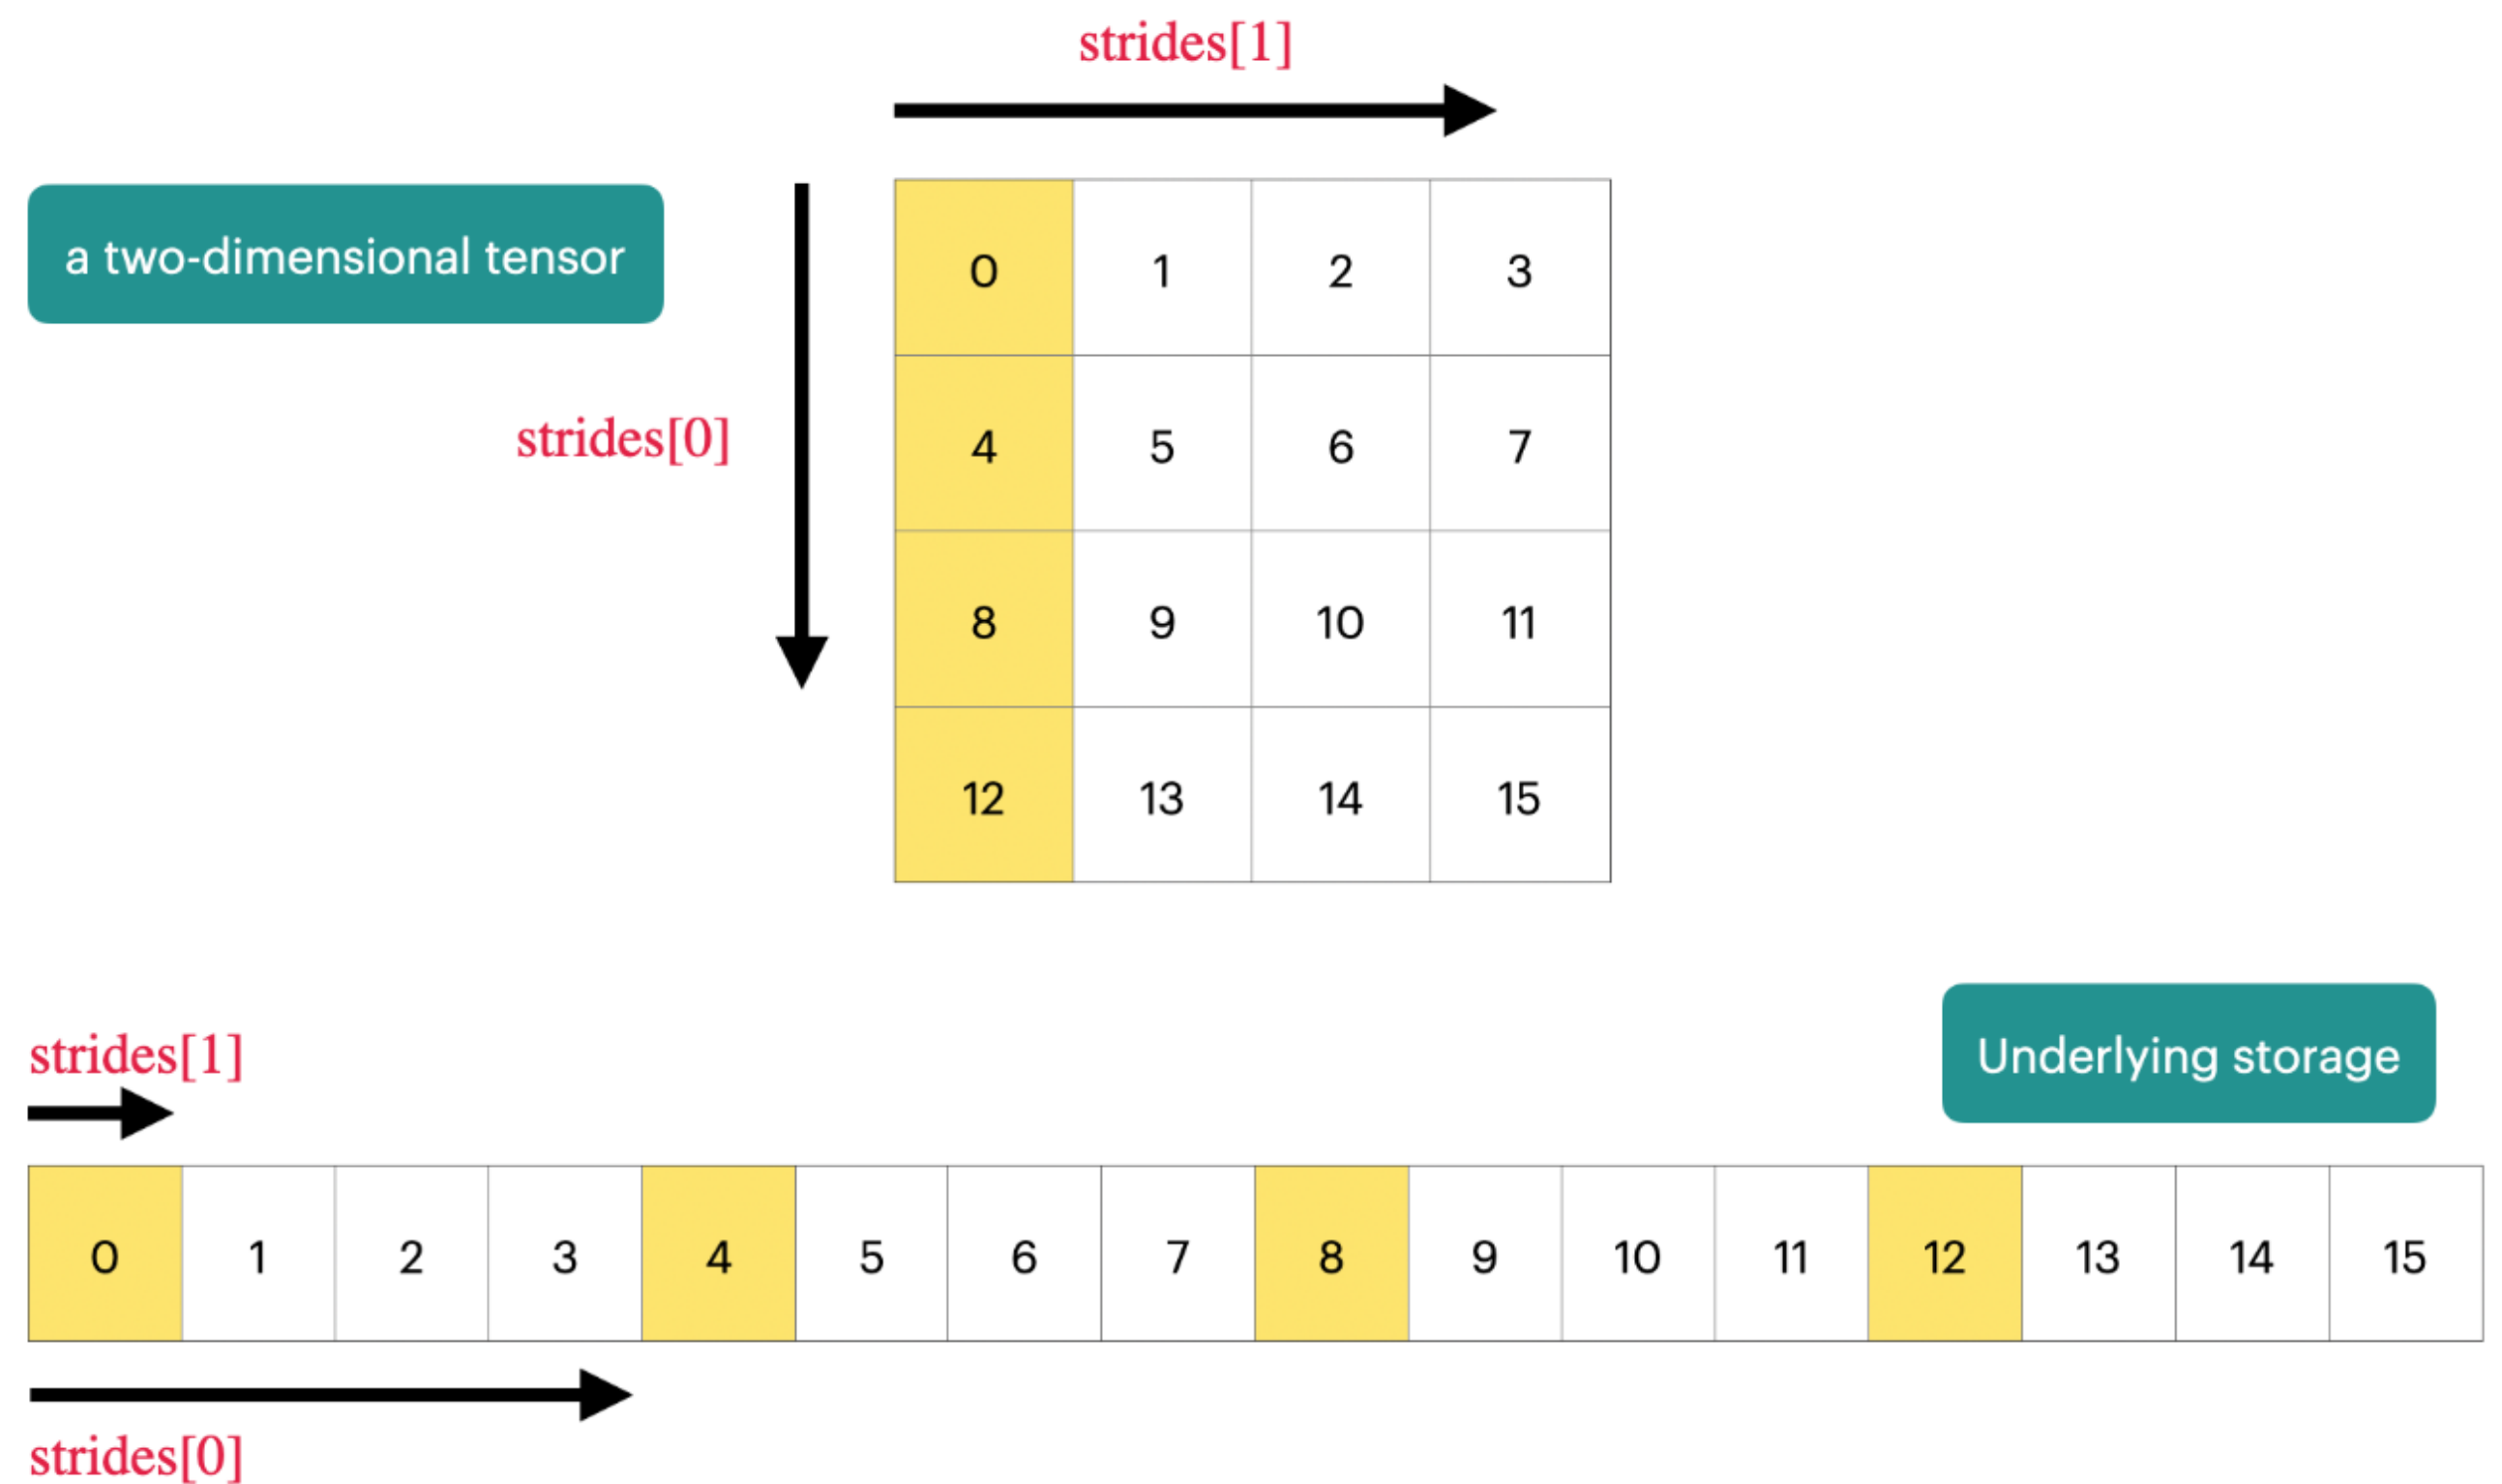 strides[1]
a two-dimensional tensor
0 1 2 3
strides[0]
4 5 6 7
8 9 10 11
12 13 14 15
strides[1]
Underlying storage
0 1 2 3 4 5 6 7 8 9 10 11 12 13 14 15
strides[0]